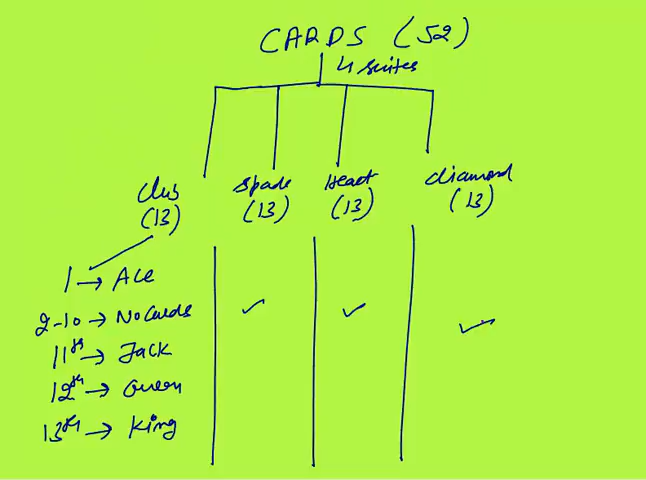 CARDS (52)
4 suites
Club Spade Heart diamond
(13) (13) (13) (13)
1 → Ace
2-10 → No Cards
11th → Jack
12th → Queen
13th → King